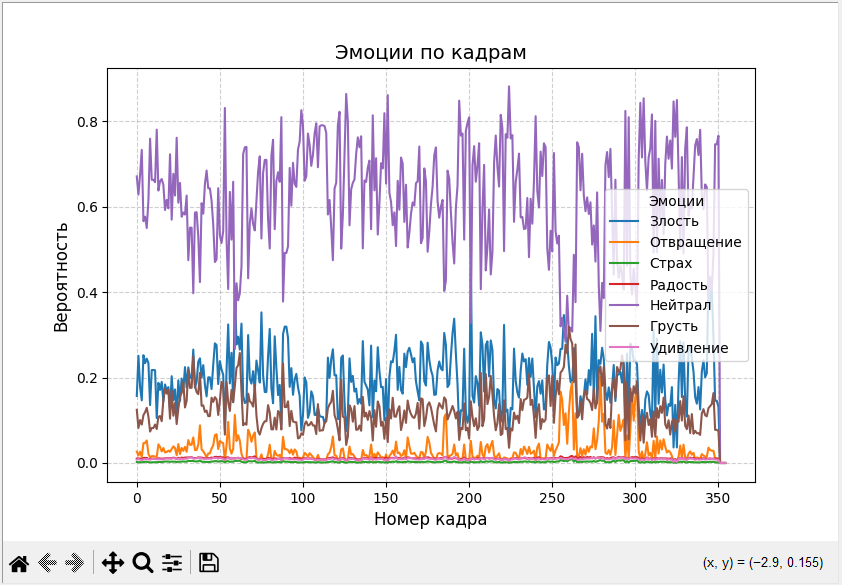 Эмоции по кадрам
Вероятность
0.8
0.6
0.4
0.2
0.0
Эмоции
Злость
Отвращение
Страх
Радость
Нейтрал
Грусть
Удивление
0 50 100 150 200 250 300 350
Номер кадра
(x, y) = (−2.9, 0.155)